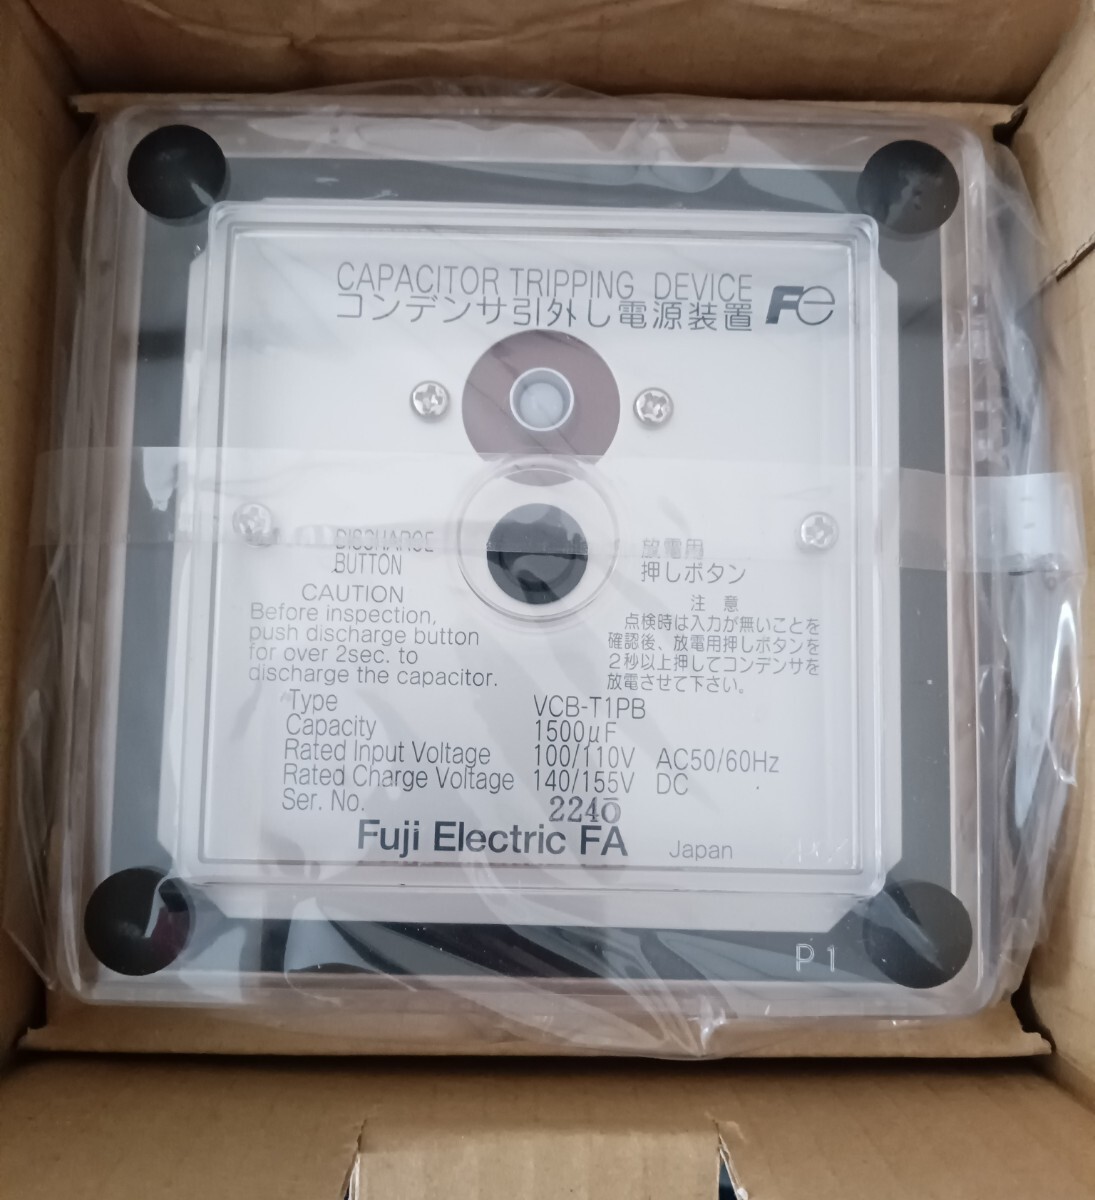 CAPACITOR TRIPPING DEVICE
コンデンサ引外し電源装置 Fe
DISCHARGE BUTTON
放電用
押しボタン
CAUTION
Before inspection,
push discharge button
for over 2sec. to
discharge the capacitor.
注 意
点検時は入力が無いことを
確認後、放電用押しボタンを
2秒以上押してコンデンサを
放電させて下さい。
Type VCB-T1PB
Capacity 1500μF
Rated Input Voltage 100/110V AC50/60Hz
Rated Charge Voltage 140/155V DC
Ser. No. 2240
Fuji Electric FA Japan
P1